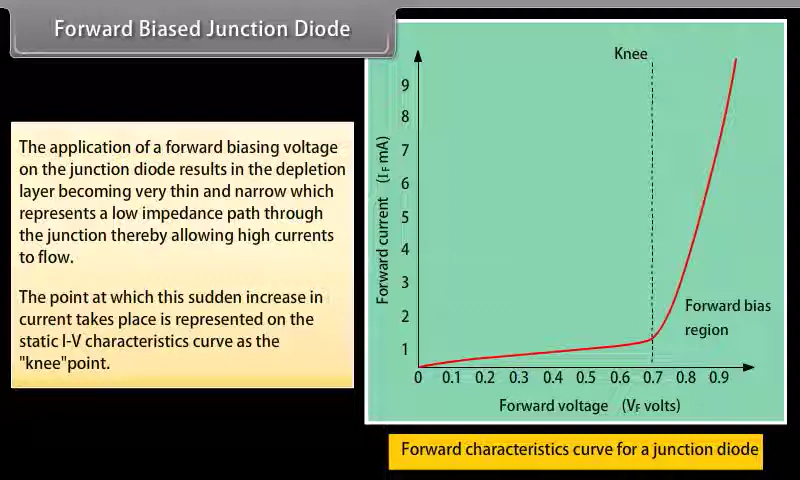 Forward Biased Junction Diode
The application of a forward biasing voltage
on the junction diode results in the depletion
layer becoming very thin and narrow which
represents a low impedance path through
the junction thereby allowing high currents
to flow.
The point at which this sudden increase in
current takes place is represented on the
static I-V characteristics curve as the
"knee"point.
Knee
9
8
7
6
5
4
3
2
1
Forward current (IF mA)
Forward bias
region
0 0.1 0.2 0.3 0.4 0.5 0.6 0.7 0.8 0.9
Forward voltage (VF volts)
Forward characteristics curve for a junction diode